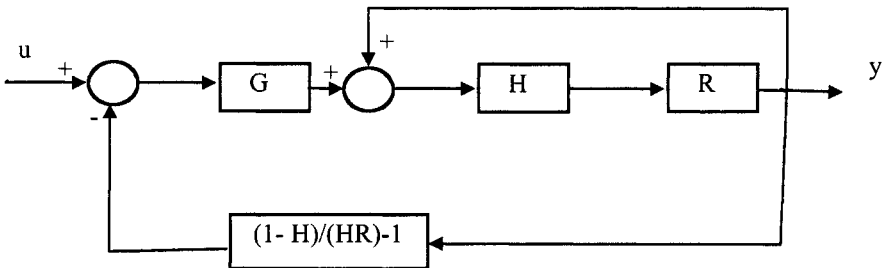 +
u
+
+
y
G
H
R
-
(1- H)/(HR)-1